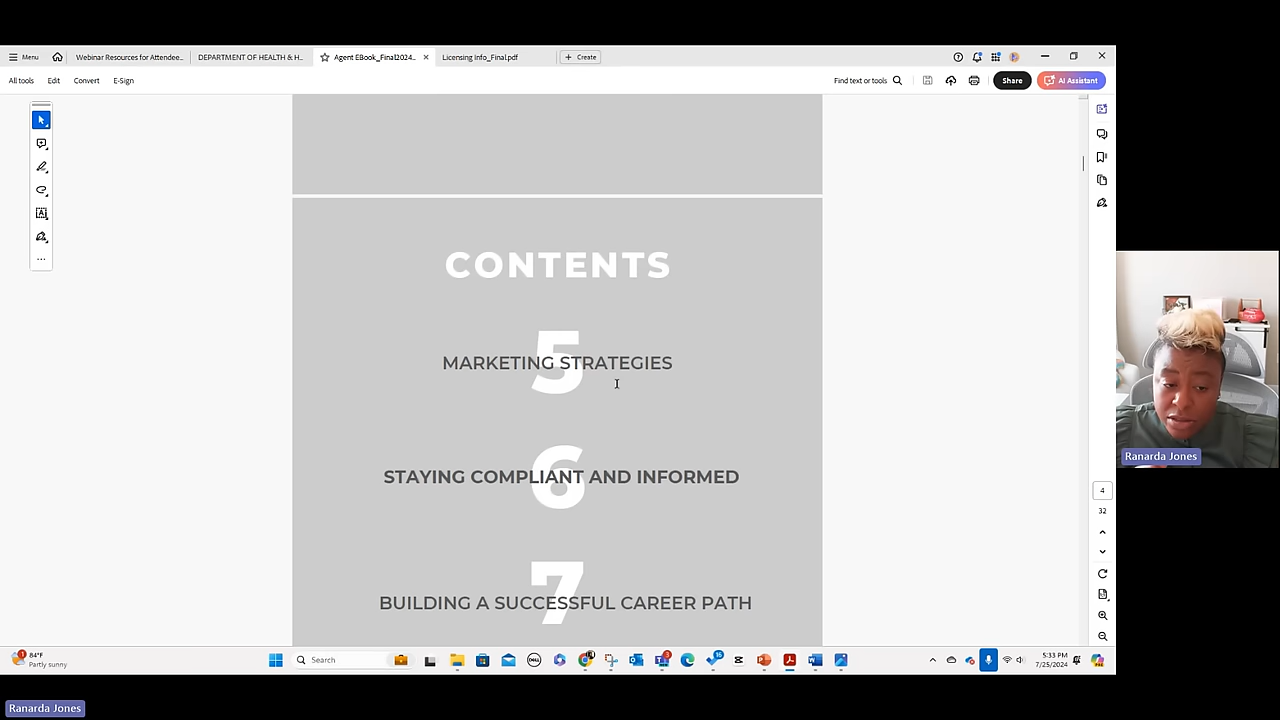 Menu
Webinar Resources for Attendee...
DEPARTMENT OF HEALTH & H...
Agent EBook_Final2024...
Licensing Info_Final.pdf
Create
All tools
Edit
Convert
E-Sign
Find text or tools
Share
AI Assistant
CONTENTS
5
MARKETING STRATEGIES
6
STAYING COMPLIANT AND INFORMED
7
BUILDING A SUCCESSFUL CAREER PATH
4
32
Ranarda Jones
84°F
Partly sunny
Search
DELL
5:33 PM
7/25/2024
Ranarda Jones